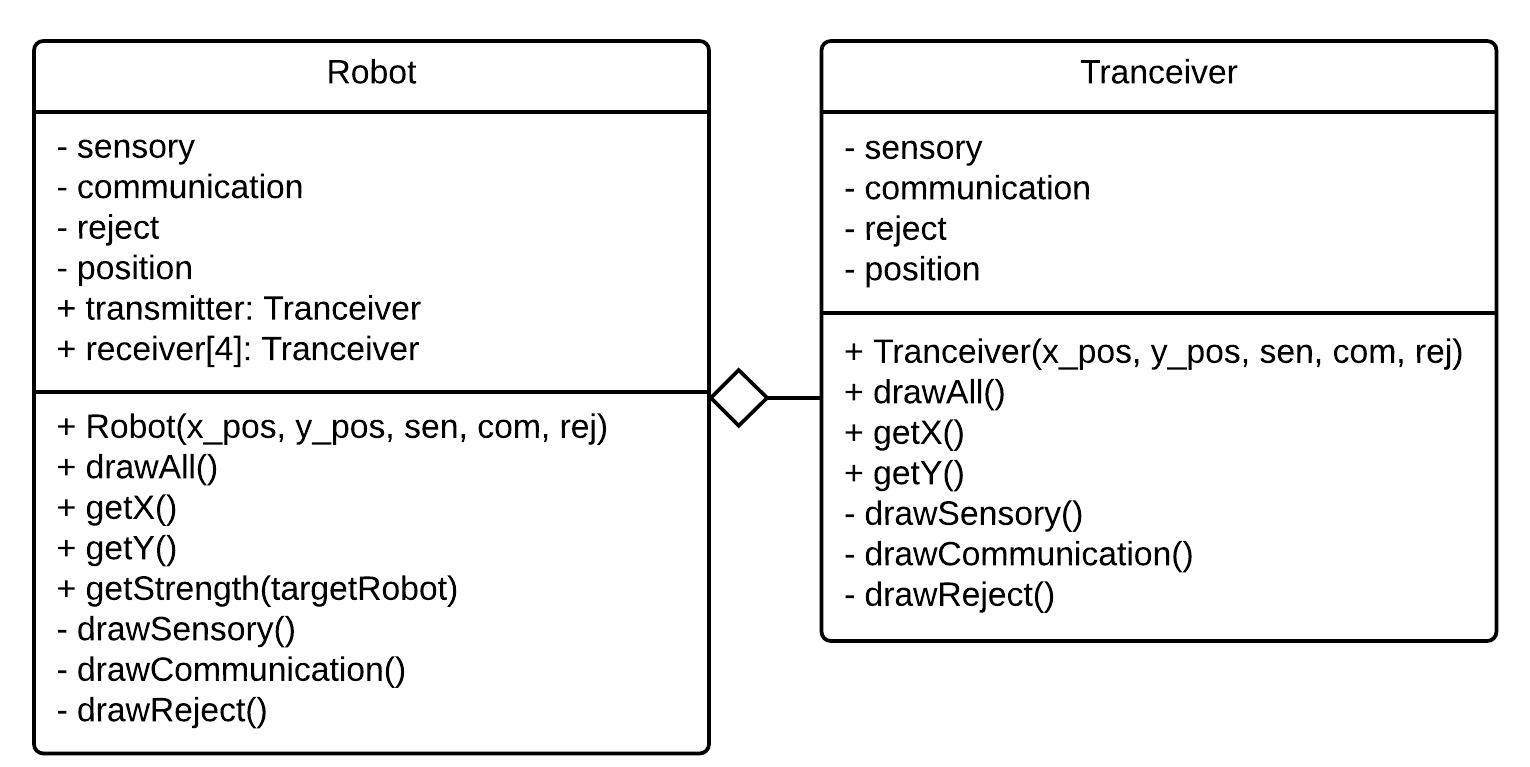 Robot
- sensory
- communication
- reject
- position
+ transmitter: Tranceiver
+ receiver[4]: Tranceiver
+ Robot(x_pos, y_pos, sen, com, rej)
+ drawAll()
+ getX()
+ getY()
+ getStrength(targetRobot)
- drawSensory()
- drawCommunication()
- drawReject()
Tranceiver
- sensory
- communication
- reject
- position
+ Tranceiver(x_pos, y_pos, sen, com, rej)
+ drawAll()
+ getX()
+ getY()
- drawSensory()
- drawCommunication()
- drawReject()